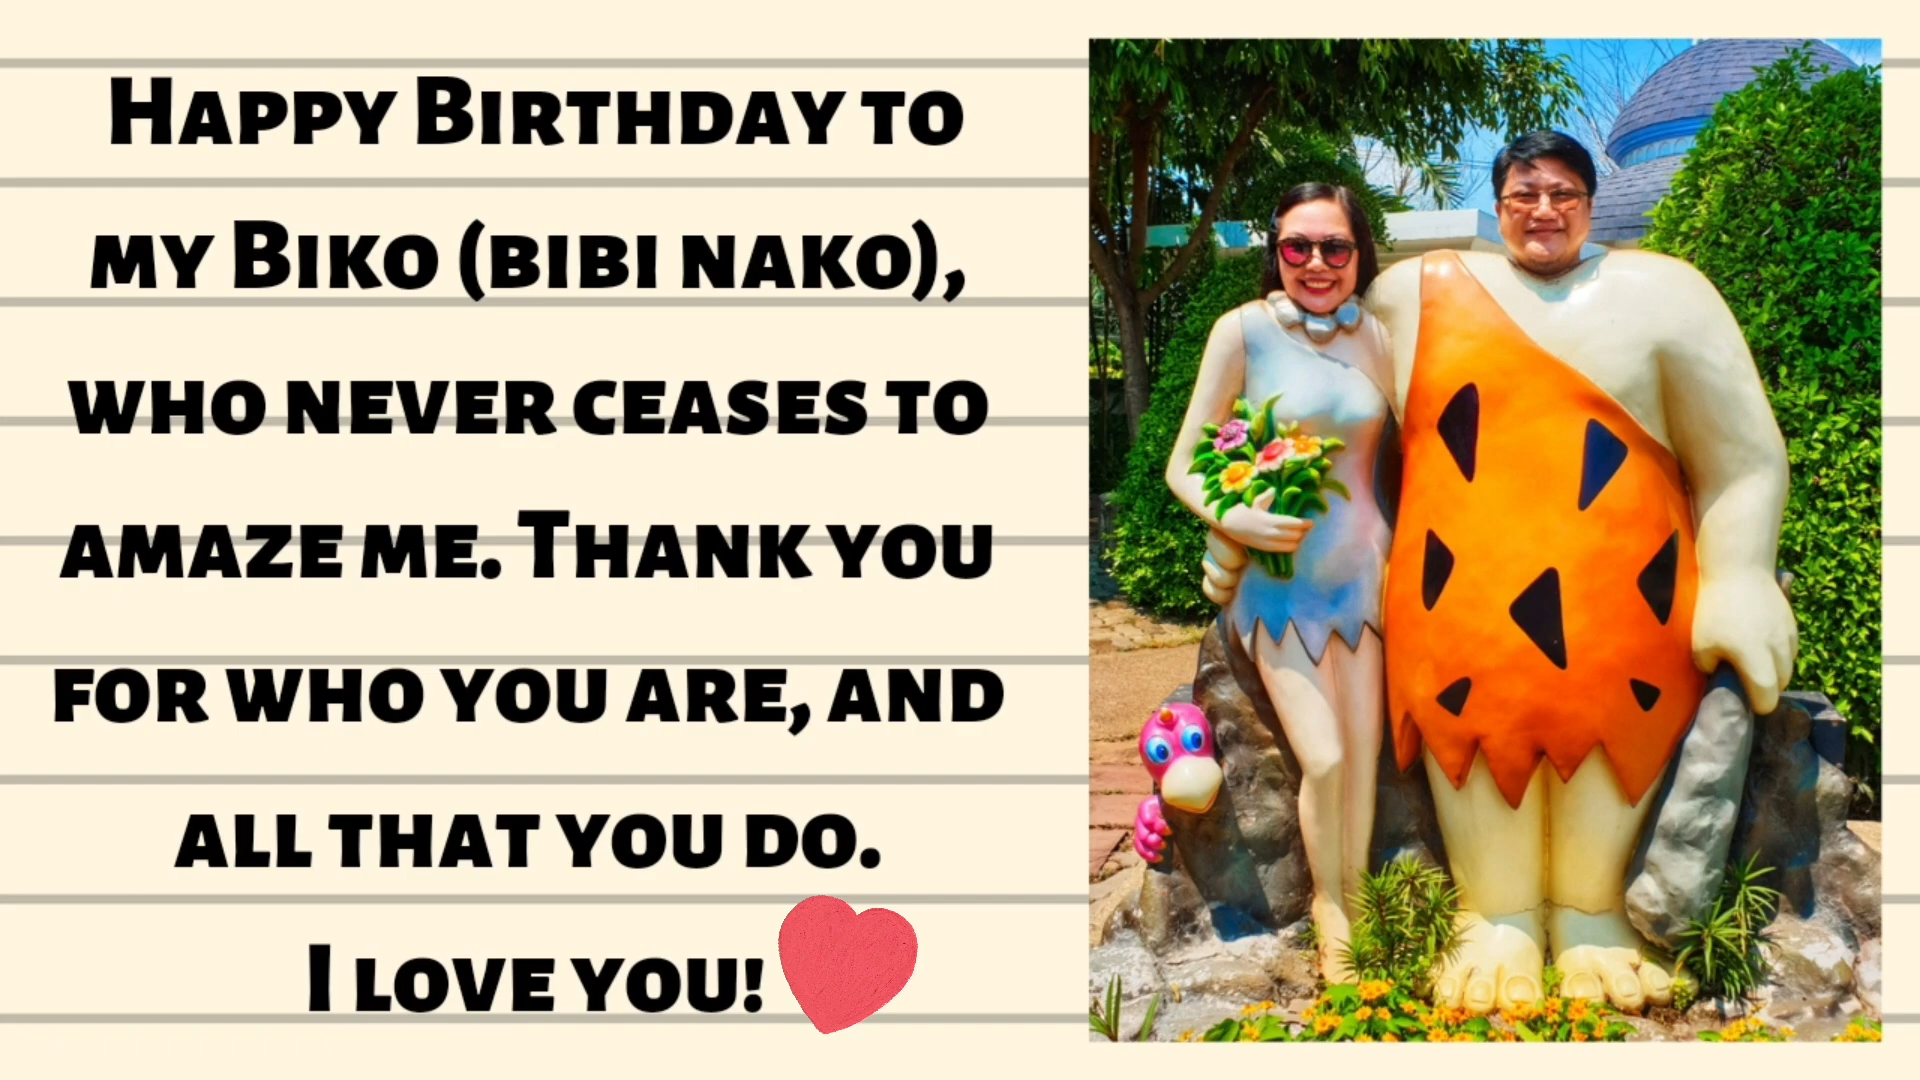 Happy Birthday to
my Biko (bibi nako),
who never ceases to
amaze me. Thank you
for who you are, and
all that you do.
I love you!